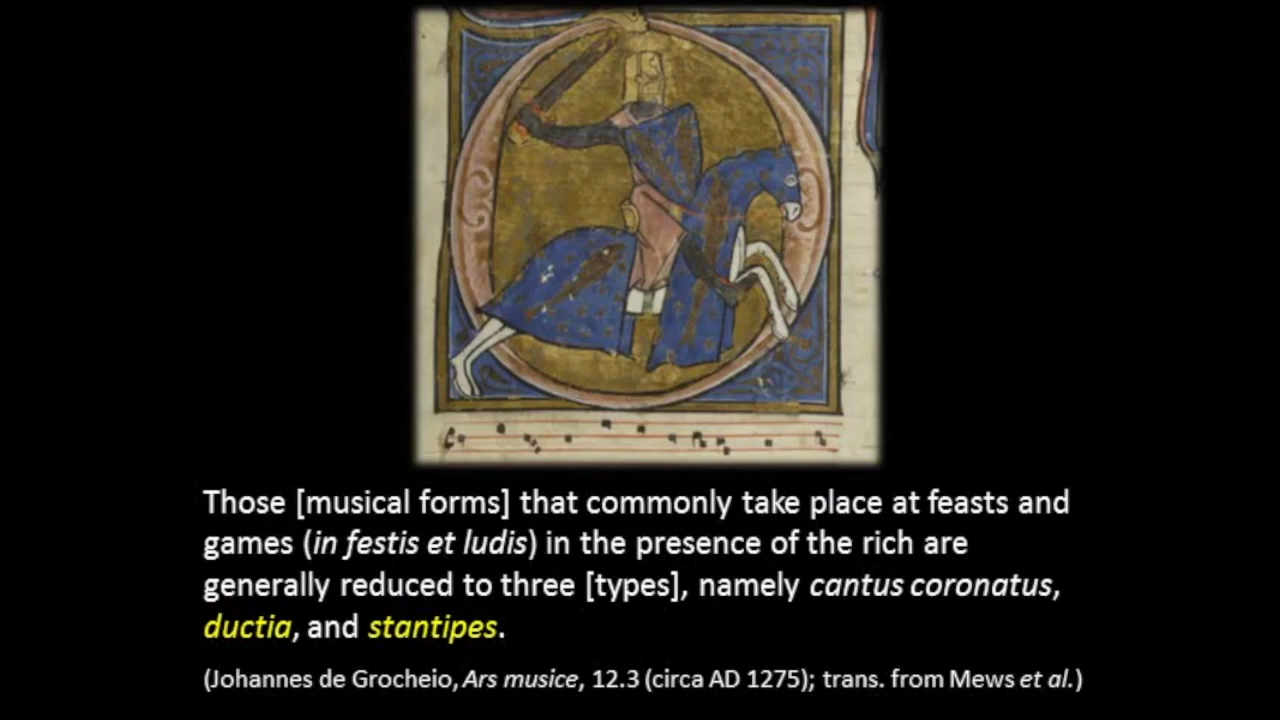 Those [musical forms] that commonly take place at feasts and
games (in festis et ludis) in the presence of the rich are
generally reduced to three [types], namely cantus coronatus,
ductia, and stantipes.
(Johannes de Grocheio, Ars musice, 12.3 (circa AD 1275); trans. from Mews et al.)